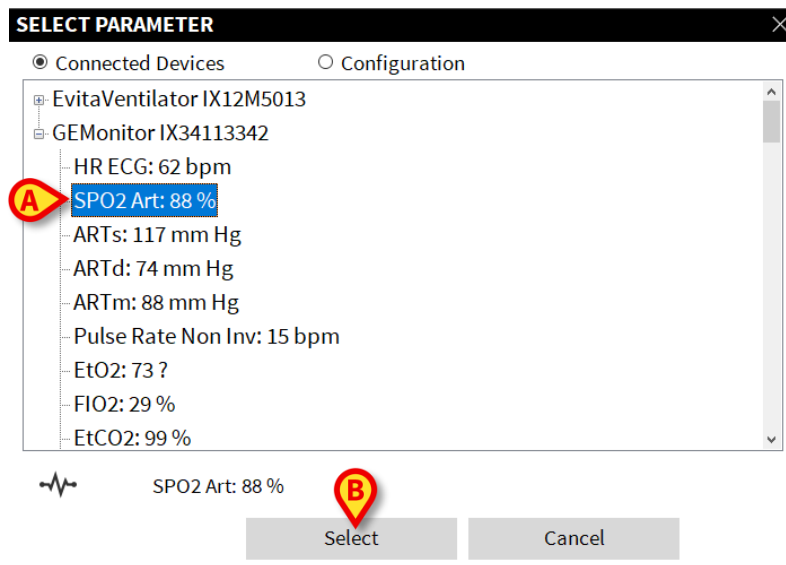 SELECT PARAMETER
Connected Devices Configuration
EvitaVentilator IX12M5013
GEMonitor IX34113342
HR ECG: 62 bpm
A SPO2 Art: 88 %
ARTs: 117 mm Hg
ARTd: 74 mm Hg
ARTm: 88 mm Hg
Pulse Rate Non Inv: 15 bpm
EtO2: 73 ?
FIO2: 29 %
EtCO2: 99 %
SPO2 Art: 88 %
B
Select Cancel